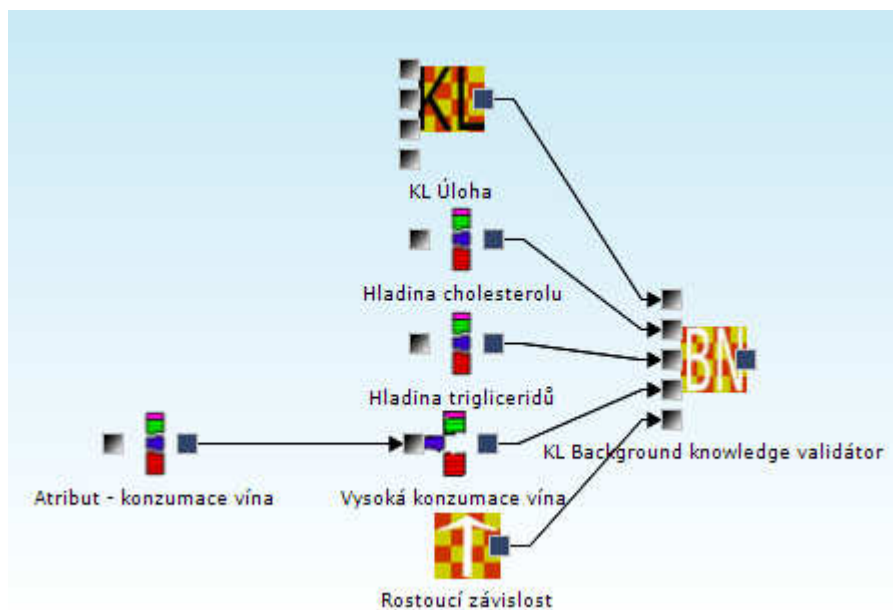 KL
KL Úloha
Hladina cholesterolu
Hladina trigliceridů
BN
KL Background knowledge validátor
Atribut - konzumace vína
Vysoká konzumace vína
Rostoucí závislost